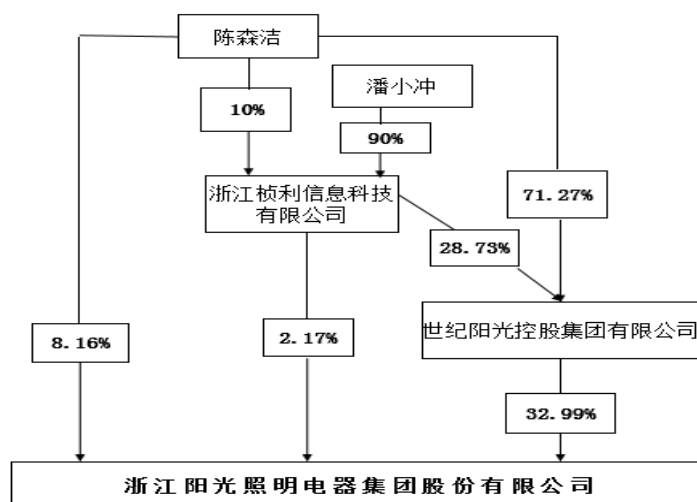 陈森洁
潘小冲
10%
90%
浙江桢利信息科技
有限公司
71.27%
28.73%
世纪阳光控股集团有限公司
8.16%
2.17%
32.99%
浙江阳光照明电器集团股份有限公司